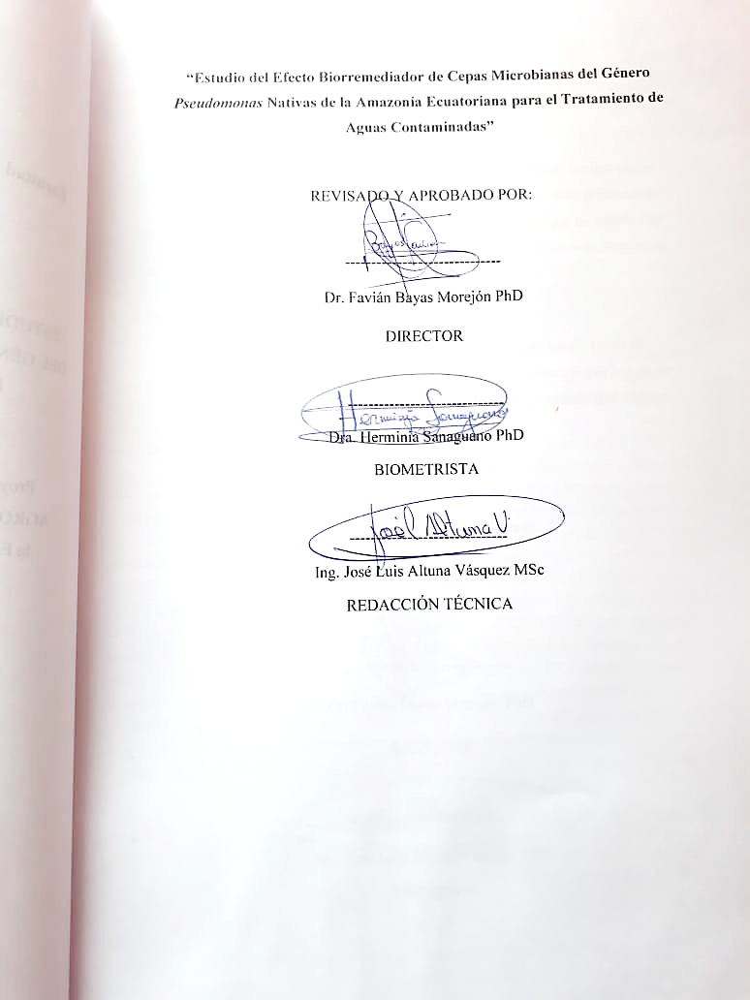 “Estudio del Efecto Biorremediador de Cepas Microbianas del Género
Pseudomonas Nativas de la Amazonia Ecuatoriana para el Tratamiento de
Aguas Contaminadas”
REVISADO Y APROBADO POR:
Dr. Favián Bayas Morejón PhD
DIRECTOR
Herminia Sanaguano
Dra. Herminia Sanaguano PhD
BIOMETRISTA
José Altuna V.
Ing. José Luis Altuna Vásquez MSc
REDACCIÓN TÉCNICA